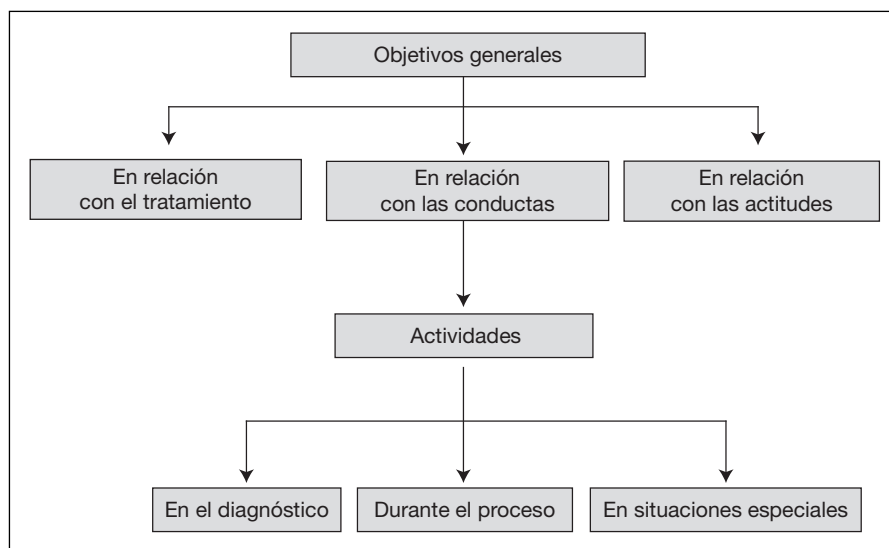 Objetivos generales
En relación
con el tratamiento
En relación
con las conductas
En relación
con las actitudes
Actividades
En el diagnóstico
Durante el proceso
En situaciones especiales